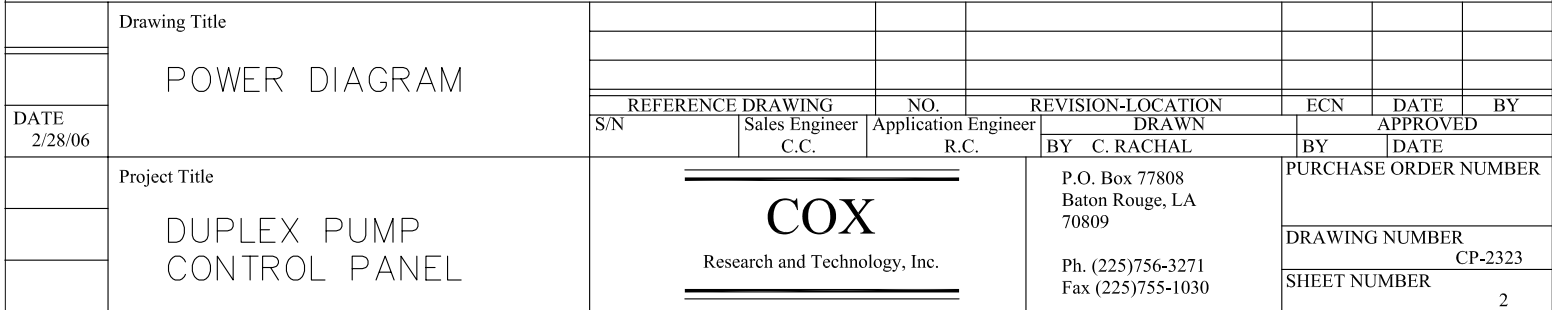 Drawing Title
POWER DIAGRAM
DATE
2/28/06
REFERENCE DRAWING NO. REVISION-LOCATION ECN DATE BY
S/N Sales Engineer Application Engineer DRAWN APPROVED
C.C. R.C. BY C. RACHAL BY DATE
Project Title
DUPLEX PUMP
CONTROL PANEL
COX
Research and Technology, Inc.
P.O. Box 77808
Baton Rouge, LA
70809
Ph. (225)756-3271
Fax (225)755-1030
PURCHASE ORDER NUMBER
DRAWING NUMBER
CP-2323
SHEET NUMBER
2